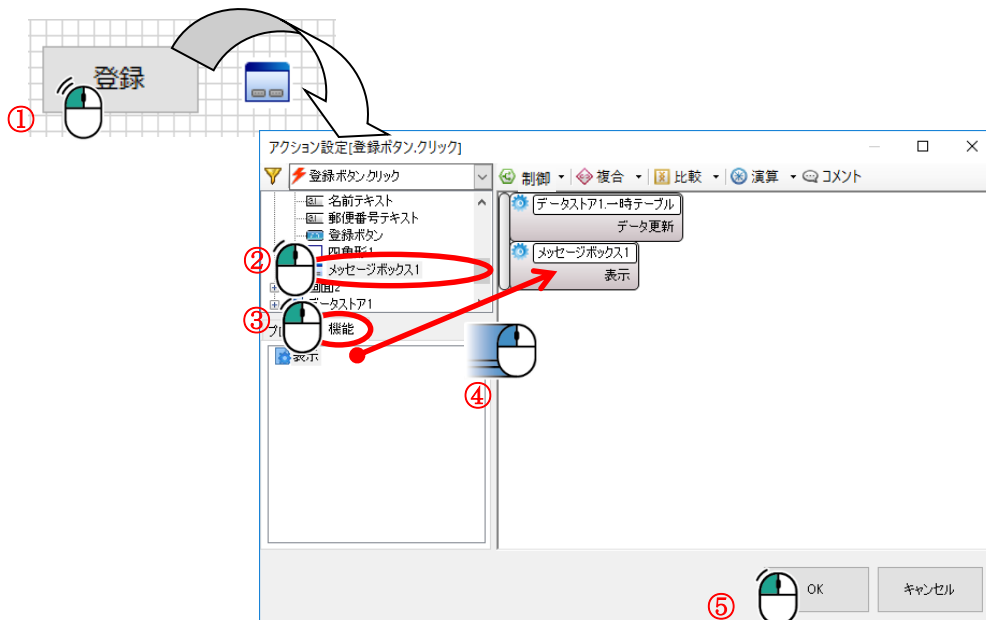 登録
①
アクション設定[登録ボタン.クリック]
登録ボタン.クリック
制御
複合
比較
演算
コメント
名前テキスト
郵便番号テキスト
登録ボタン
四角形1
②
メッセージボックス1
画面2
データストア1
③
機能
表示
④
データストア1.一時テーブル
データ更新
メッセージボックス1
表示
⑤
OK
キャンセル